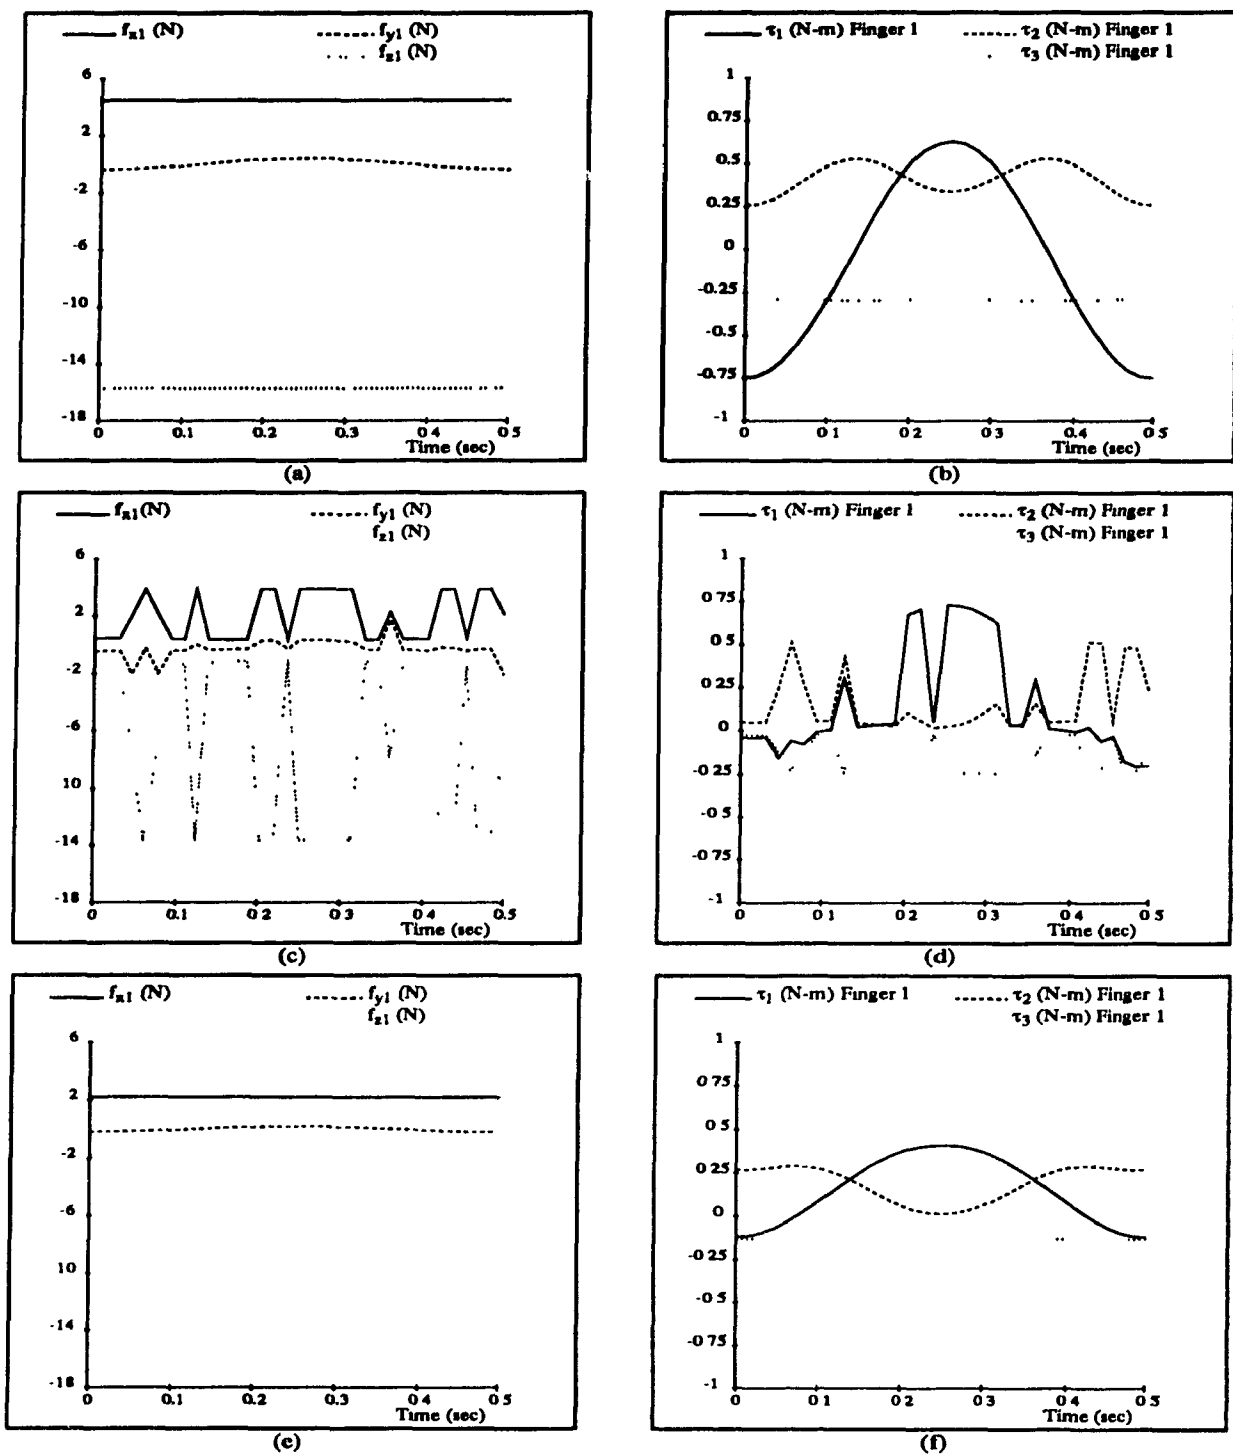 f_x1 (N) f_y1 (N)
f_z1 (N)
6
2
-2
-6
-10
-14
-18
0 0.1 0.2 0.3 0.4 0.5
Time (sec)
(a)
τ1 (N-m) Finger 1 τ2 (N-m) Finger 1
τ3 (N-m) Finger 1
1
0.75
0.5
0.25
0
-0.25
-0.5
-0.75
-1
0 0 1 0 2 0 3 0.4 0 5
Time (sec)
(b)
f_x1(N) f_y1 (N)
f_z1 (N)
6
2
-2
-6
10
-14
-18
0 0.1 0 2 0.3 0.4 0.5
Time (sec)
(c)
τ1 (N-m) Finger 1 τ2 (N-m) Finger 1
τ3 (N-m) Finger 1
1
0.75
0.5
0.25
0
-0.25
-0.5
-0 75
-1
0 0 1 0 2 0 3 0 4 0 5
Time (sec)
(d)
f_x1 (N) f_y1 (N)
f_z1 (N)
6
2
-2
-6
10
-14
-18
0 0.1 0.2 0.3 0.4 0 5
Time (sec)
(e)
τ1 (N-m) Finger 1 τ2 (N-m) Finger 1
τ3 (N-m) Finger 1
1
0 75
0 5
0 25
0
-0 25
-0.5
-0 75
-1
0 0 1 0 2 0 3 0 4 0 5
Time (sec)
(f)